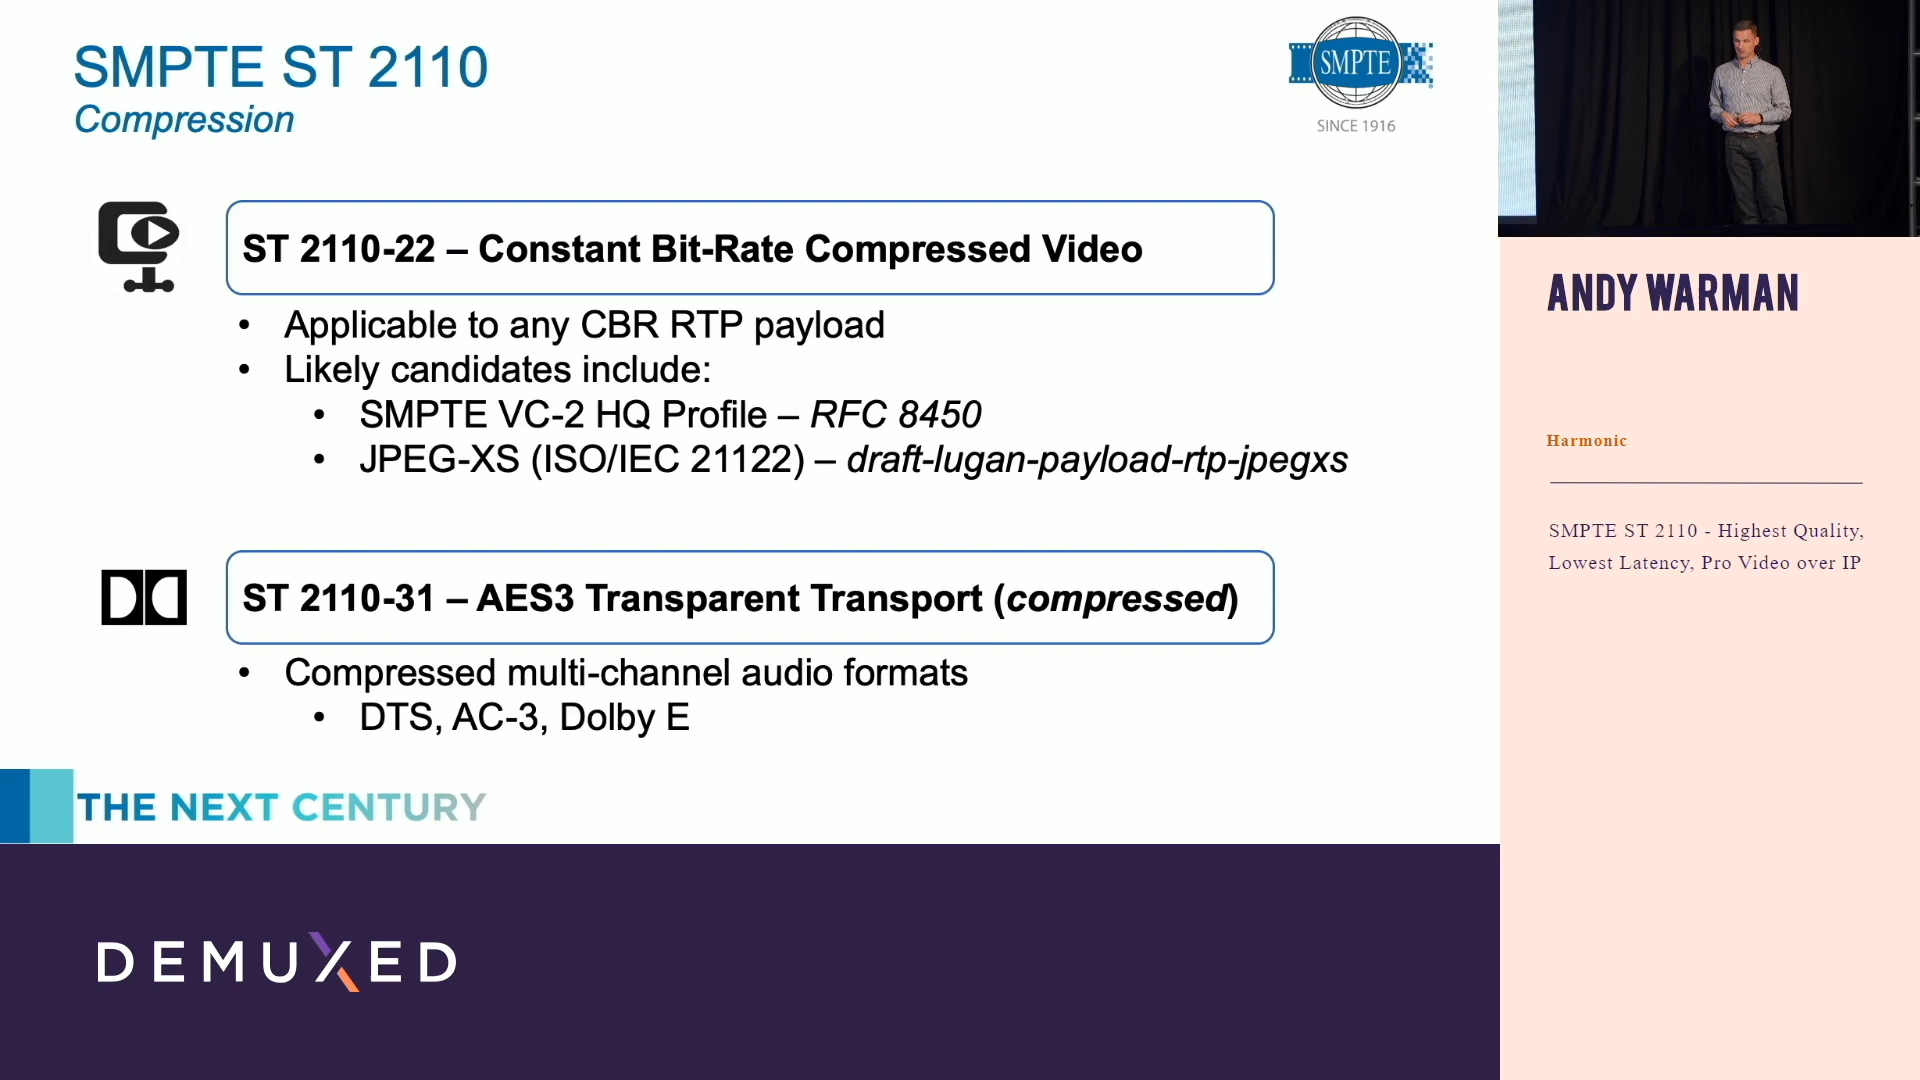 SMPTE ST 2110
Compression
SMPTE
SINCE 1916
ST 2110-22 – Constant Bit-Rate Compressed Video
• Applicable to any CBR RTP payload
• Likely candidates include:
• SMPTE VC-2 HQ Profile – RFC 8450
• JPEG-XS (ISO/IEC 21122) – draft-lugan-payload-rtp-jpegxs
ST 2110-31 – AES3 Transparent Transport (compressed)
• Compressed multi-channel audio formats
• DTS, AC-3, Dolby E
THE NEXT CENTURY
DEMUXED
ANDY WARMAN
Harmonic
SMPTE ST 2110 - Highest Quality,
Lowest Latency, Pro Video over IP